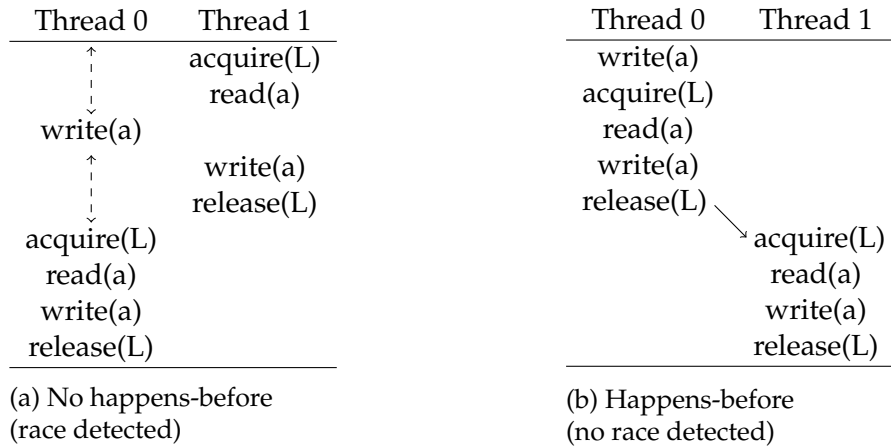 Thread 0 Thread 1
acquire(L)
read(a)
write(a)
write(a)
release(L)
acquire(L)
read(a)
write(a)
release(L)
(a) No happens-before
(race detected)
Thread 0 Thread 1
write(a)
acquire(L)
read(a)
write(a)
release(L)
acquire(L)
read(a)
write(a)
release(L)
(b) Happens-before
(no race detected)